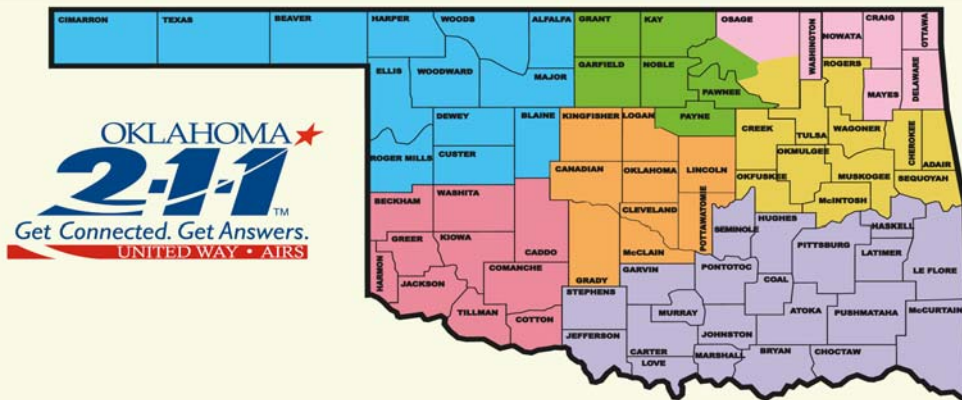 CIMARRON TEXAS BEAVER HARPER WOODS ALFALFA GRANT KAY OSAGE WASHINGTON NOWATA CRAIG OTTAWA
ELLIS WOODWARD MAJOR GARFIELD NOBLE PAWNEE ROGERS MAYES DELAWARE
ROGER MILLS DEWEY CUSTER BLAINE KINGFISHER LOGAN PAYNE CREEK TULSA WAGONER CHEROKEE ADAIR
BECKHAM WASHITA CANADIAN OKLAHOMA LINCOLN OKFUSKEE OKMULGEE MUSKOGEE SEQUOYAH
GREER KIOWA CADDO CLEVELAND POTTAWATOMIE SEMINOLE HUGHES McINTOSH HASKELL
HARMON JACKSON COMANCHE GRADY McCLAIN GARVIN PONTOTOC PITTSBURG LATIMER LE FLORE
TILLMAN COTTON STEPHENS MURRAY COAL ATOKA PUSHMATAHA McCURTAIN
JEFFERSON CARTER JOHNSTON
LOVE MARSHALL BRYAN CHOCTAW
OKLAHOMA
2-1-1 TM
Get Connected. Get Answers.
UNITED WAY • AIRS